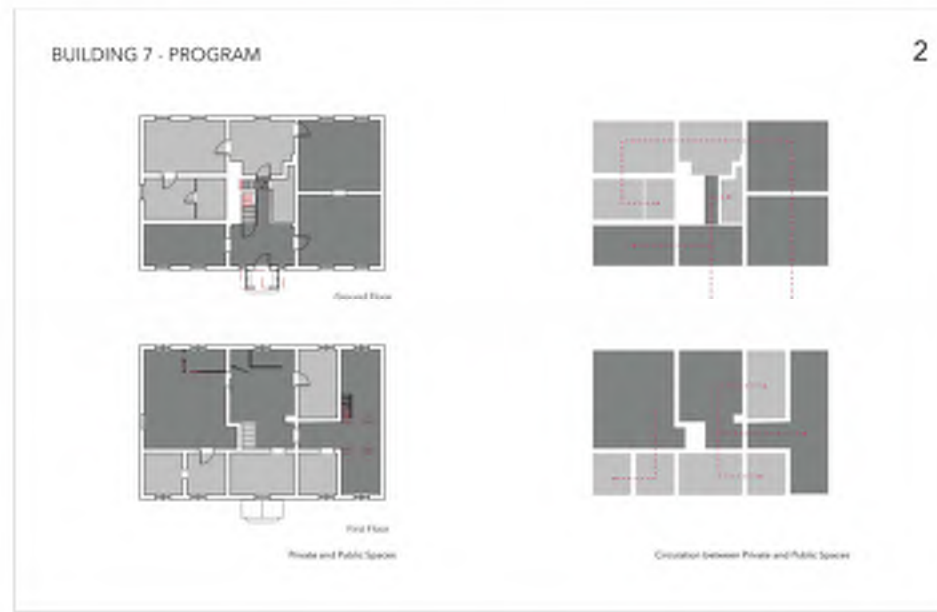 BUILDING 7 - PROGRAM
2
Ground Floor
First Floor
Private and Public Spaces
Circulation between Private and Public Spaces